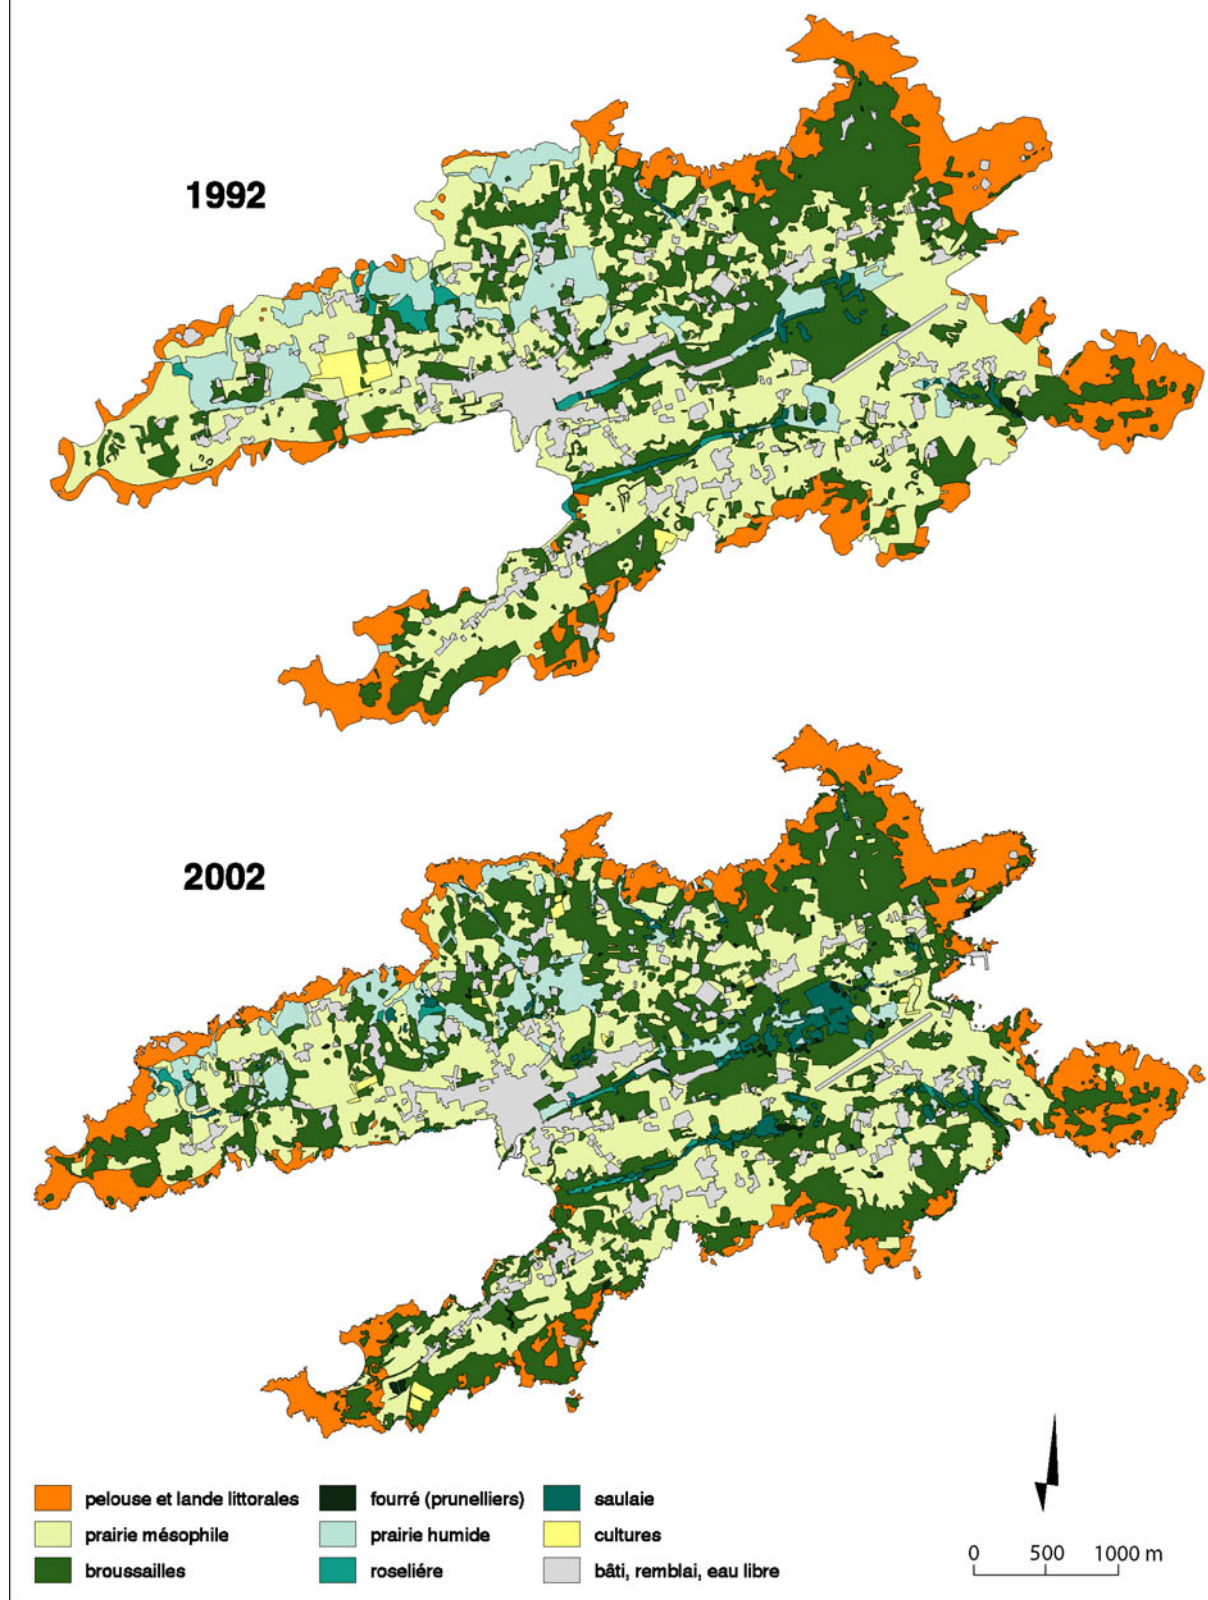 1992
2002
pelouse et lande littorales
fourré (prunelliers)
saulaie
prairie mésophile
prairie humide
cultures
broussailles
roseliére
bâti, remblai, eau libre
0 500 1000 m